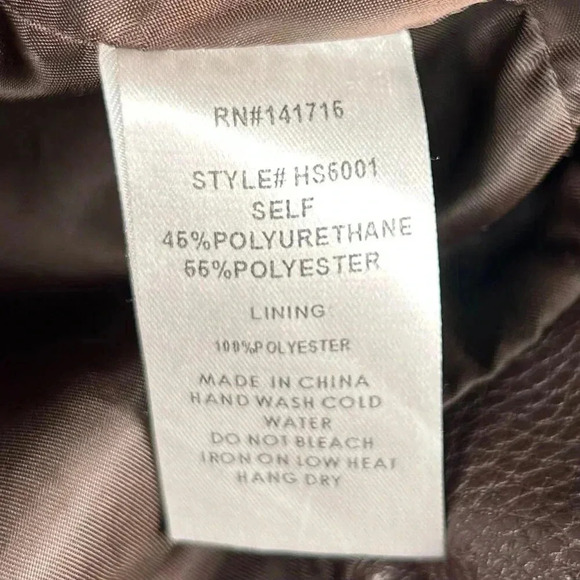 RN#141716
STYLE# HS6001
SELF
45%POLYURETHANE
55%POLYESTER
LINING
100%POLYESTER
MADE IN CHINA
HAND WASH COLD
WATER
DO NOT BLEACH
IRON ON LOW HEAT
HANG DRY